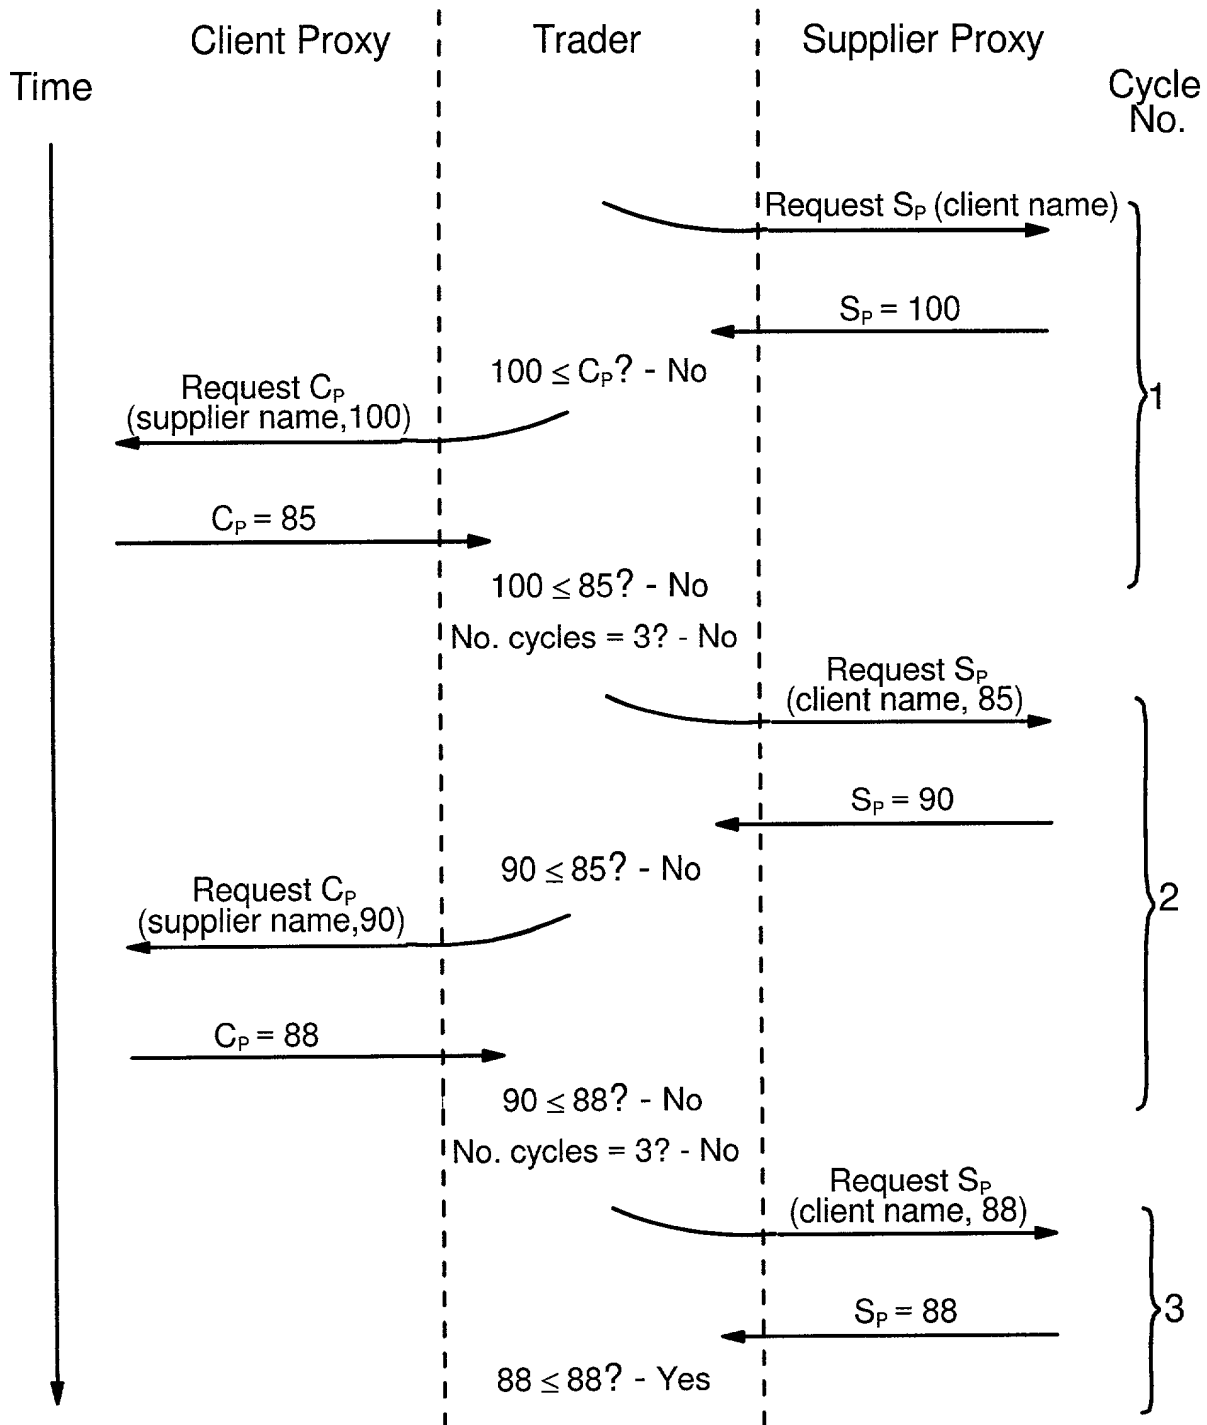 Client Proxy
Trader
Supplier Proxy
Time
Cycle
No.
Request SP (client name)
SP = 100
100 ≤ CP? - No
Request CP
(supplier name,100)
1
CP = 85
100 ≤ 85? - No
No. cycles = 3? - No
Request SP
(client name, 85)
SP = 90
90 ≤ 85? - No
Request CP
(supplier name,90)
2
CP = 88
90 ≤ 88? - No
No. cycles = 3? - No
Request SP
(client name, 88)
SP = 88
3
88 ≤ 88? - Yes